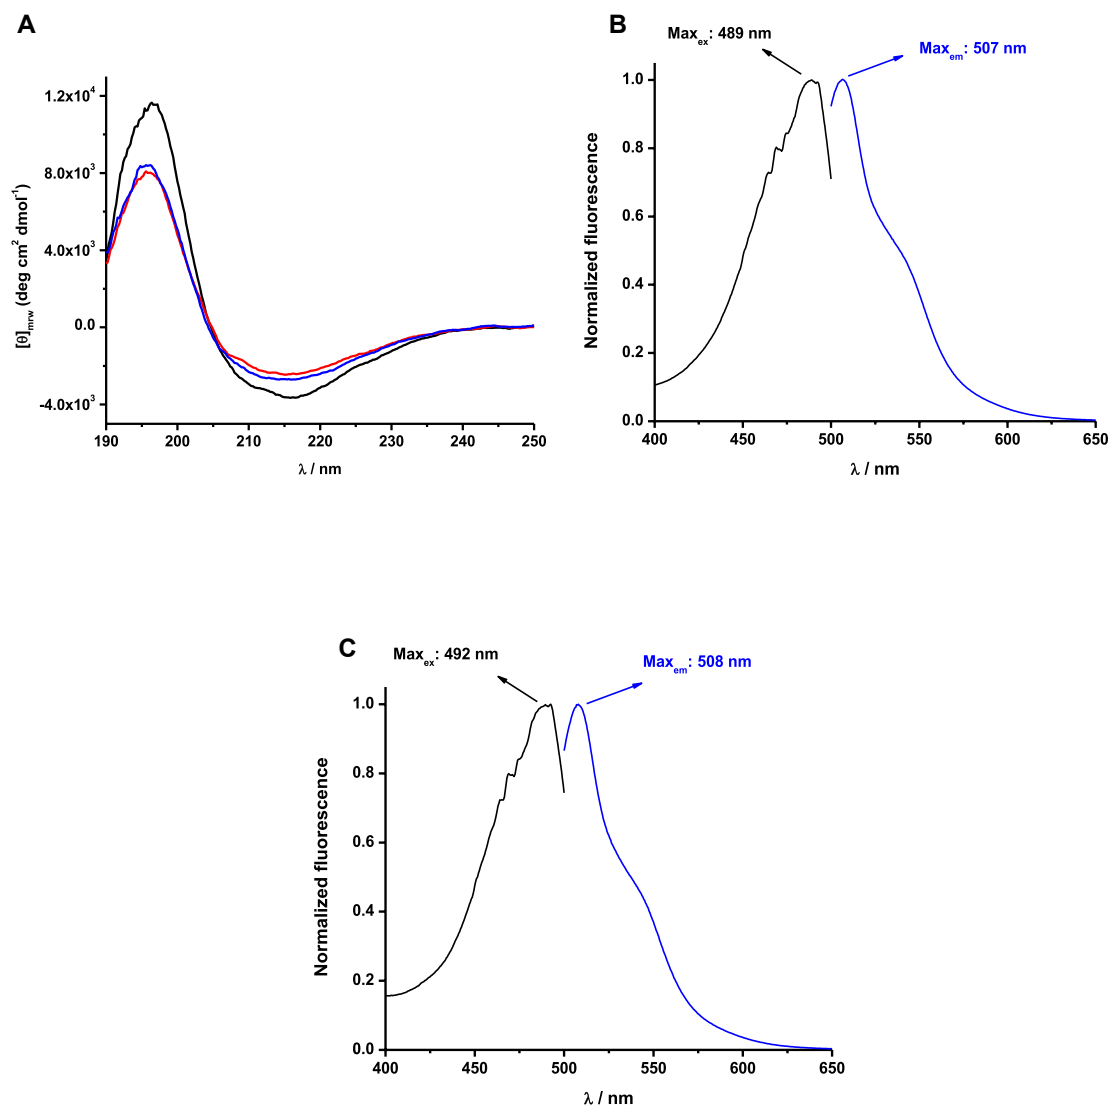 A
[θ]mrw (deg cm² dmol⁻¹)
1.2x10⁴
8.0x10³
4.0x10³
0.0
-4.0x10³
190 200 210 220 230 240 250
λ / nm
B
Maxex: 489 nm
Maxem: 507 nm
Normalized fluorescence
1.0
0.8
0.6
0.4
0.2
0.0
400 450 500 550 600 650
λ / nm
C
Maxex: 492 nm
Maxem: 508 nm
Normalized fluorescence
1.0
0.8
0.6
0.4
0.2
0.0
400 450 500 550 600 650
λ / nm